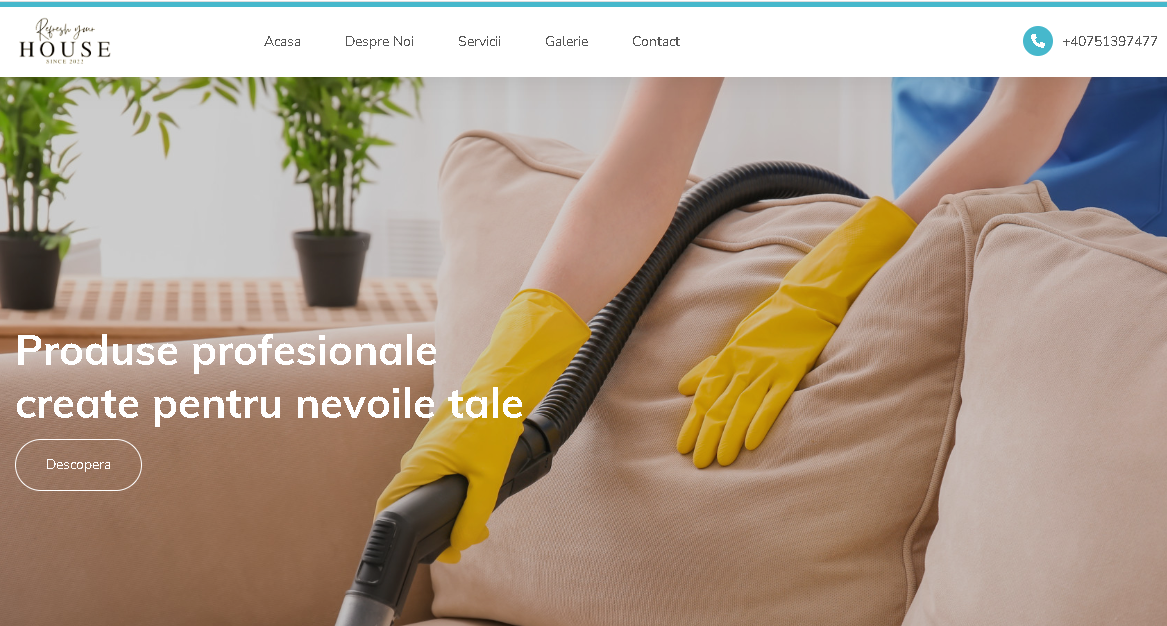 Refresh your
HOUSE
SINCE 2022
Acasa
Despre Noi
Servicii
Galerie
Contact
+40751397477
Produse profesionale
create pentru nevoile tale
Descopera